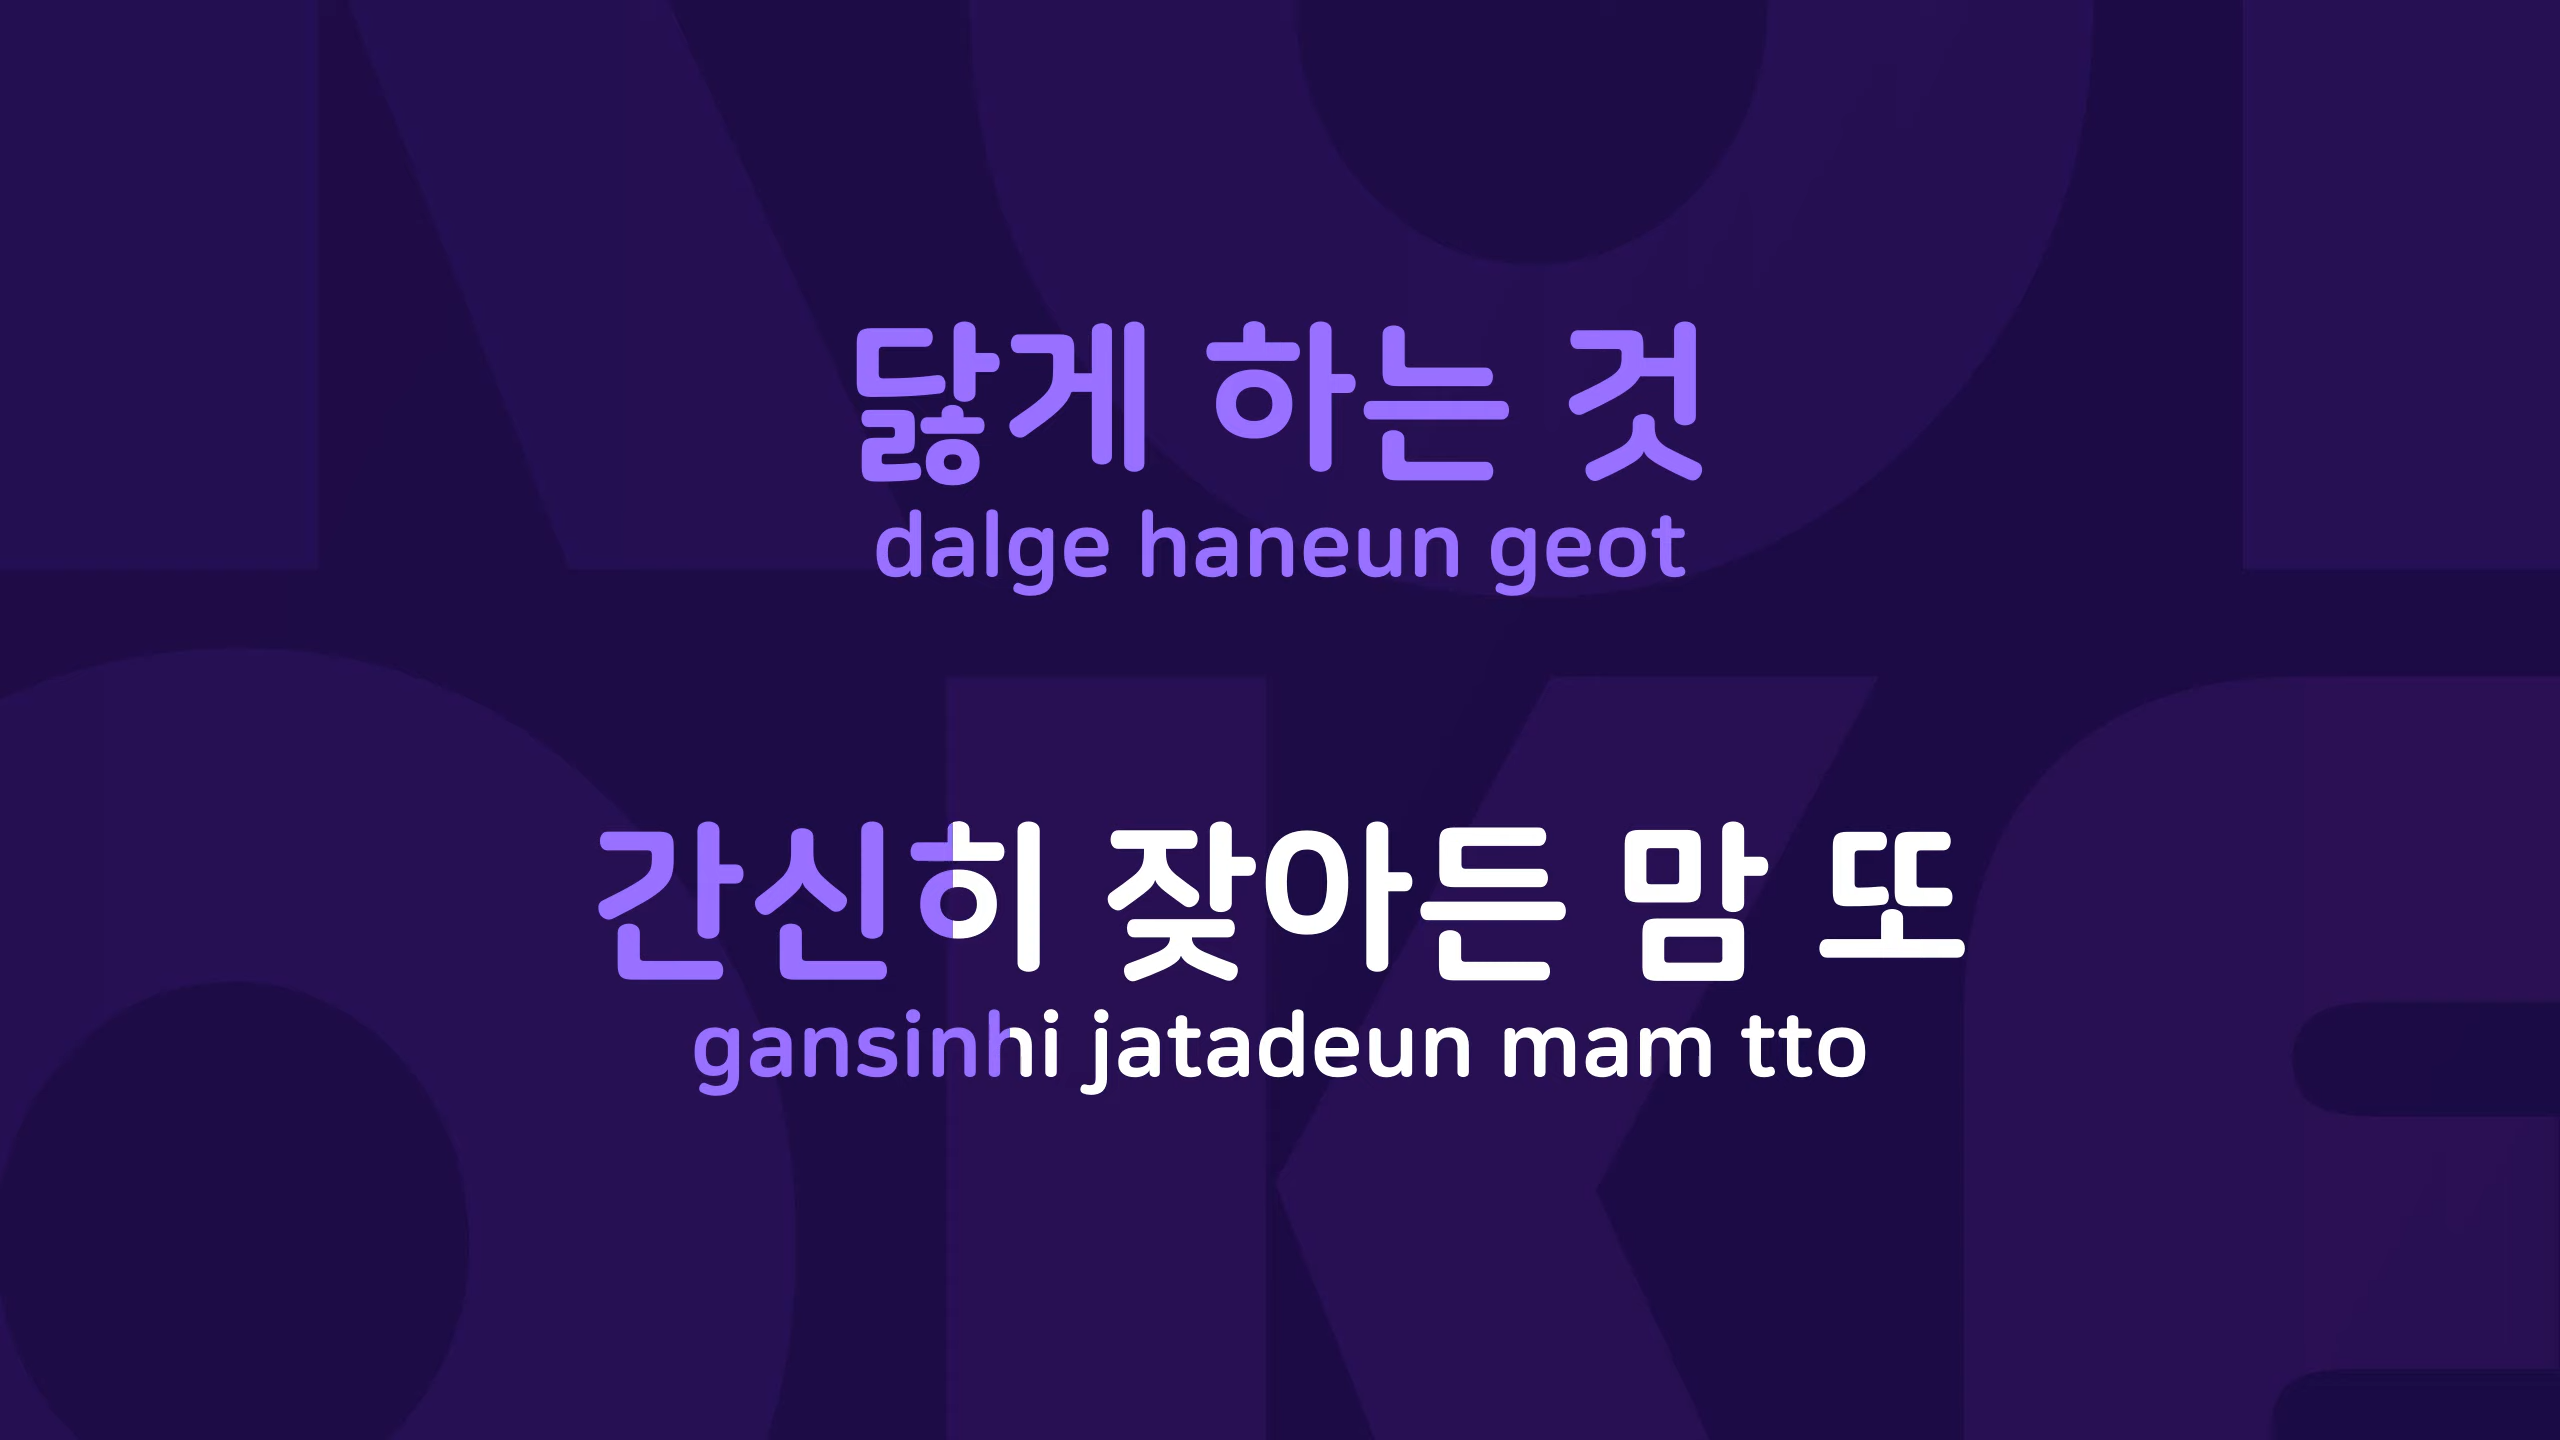 닳게 하는 것
dalge haneun geot
간신히 잦아든 맘 또
gansinhi jatadeun mam tto